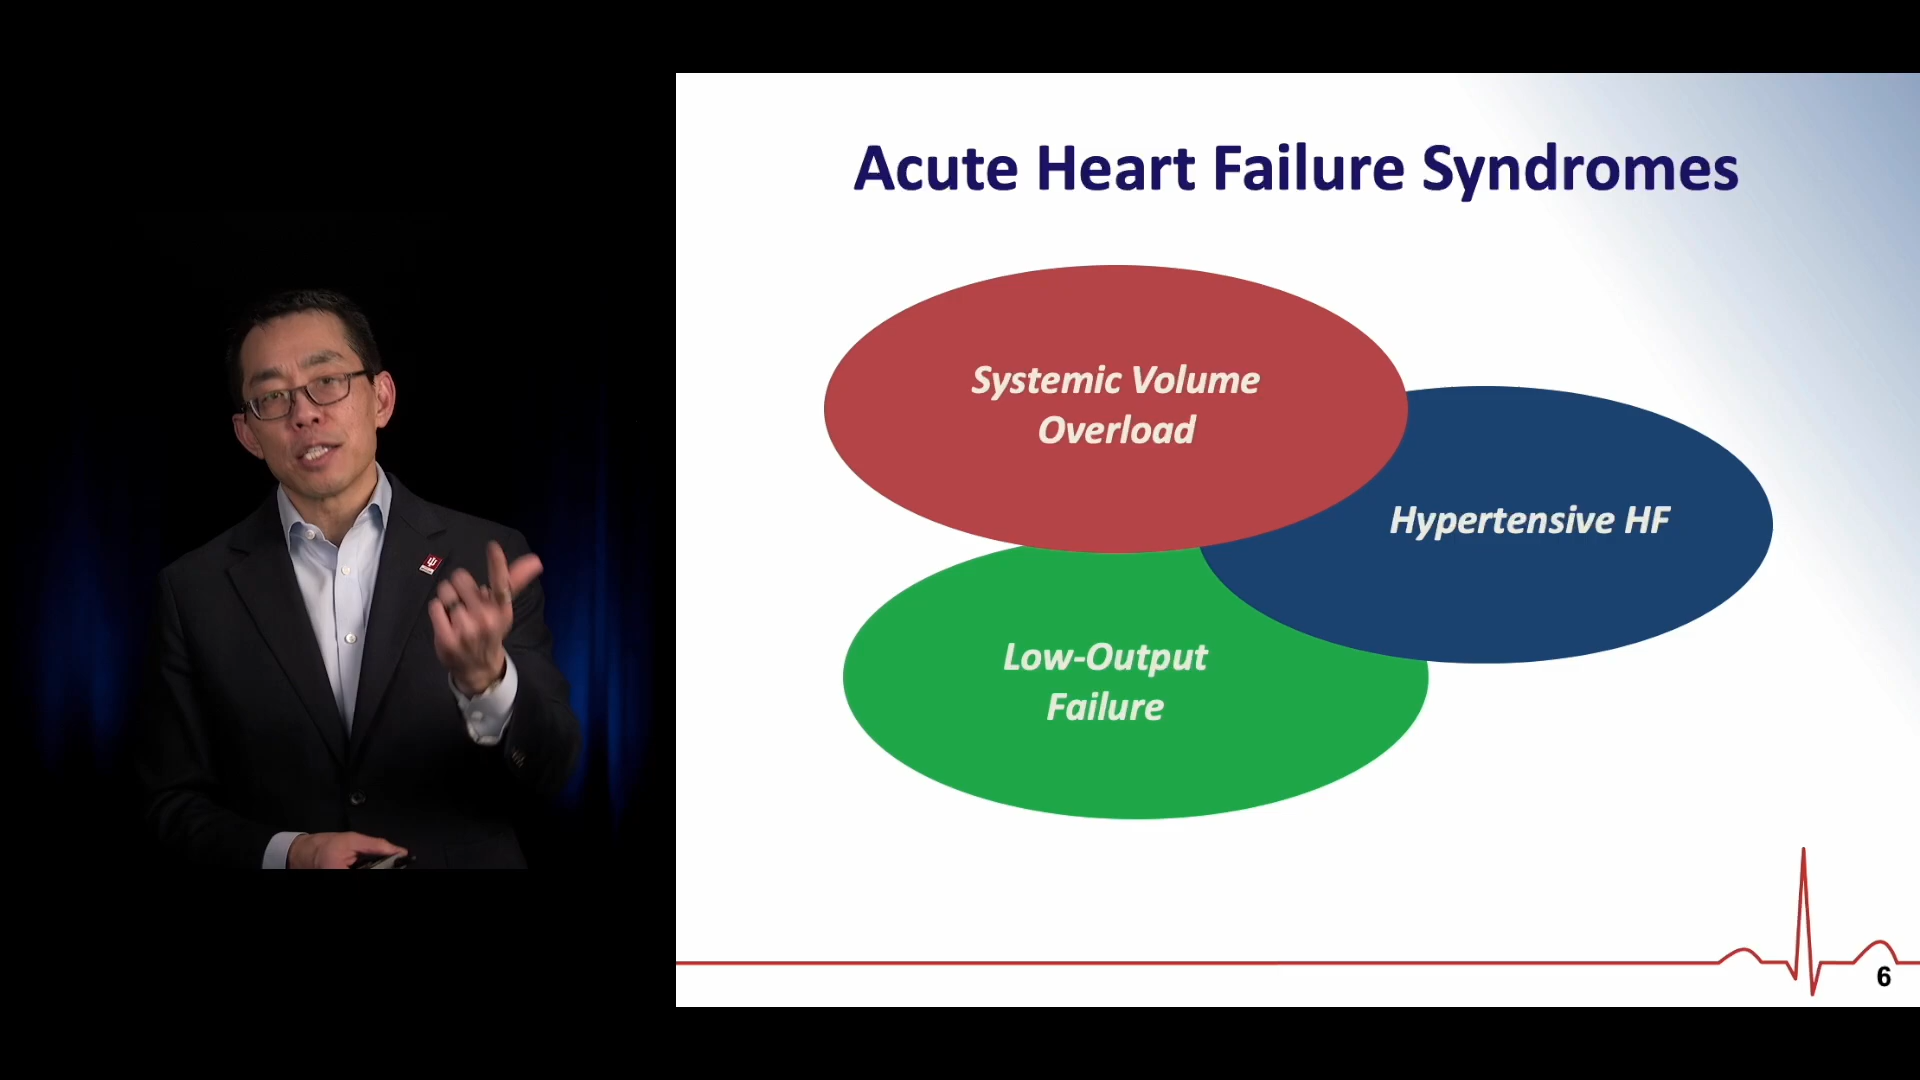 Acute Heart Failure Syndromes
Systemic Volume
Overload
Hypertensive HF
Low-Output
Failure
6